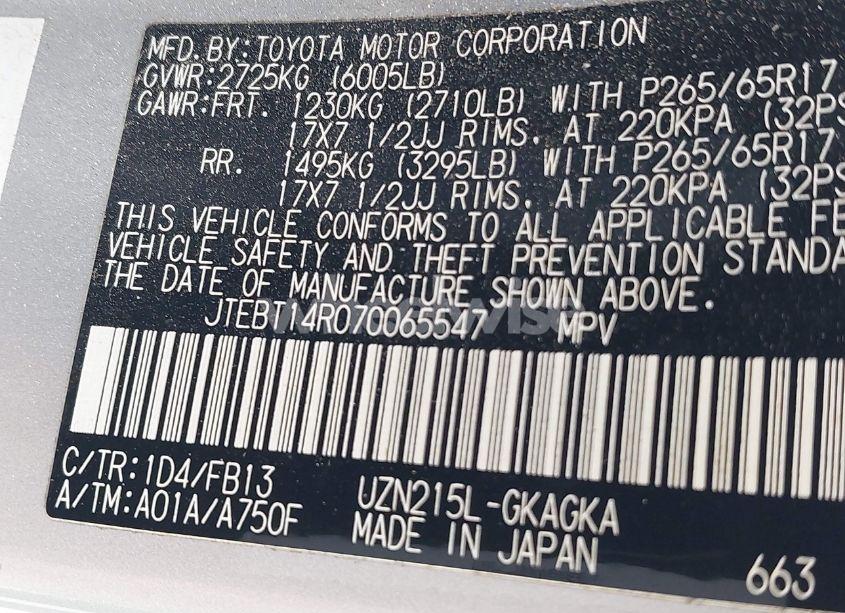 MFD. BY: TOYOTA MOTOR CORPORATION
GVWR: 2725KG (6005LB)
GAWR: FRT. 1230KG (2710LB) WITH P265/65R17
17X7 1/2JJ RIMS. AT 220KPA (32PS
RR. 1495KG (3295LB) WITH P265/65R17
17X7 1/2JJ RIMS. AT 220KPA (32PS
THIS VEHICLE CONFORMS TO ALL APPLICABLE FE
VEHICLE SAFETY AND THEFT PREVENTION STANDA
THE DATE OF MANUFACTURE SHOWN ABOVE.
JTEBT14R070065547 MPV
C/TR: 1D4/FB13
A/TM: A01A/A750F
UZN215L-GKAGKA
MADE IN JAPAN
663